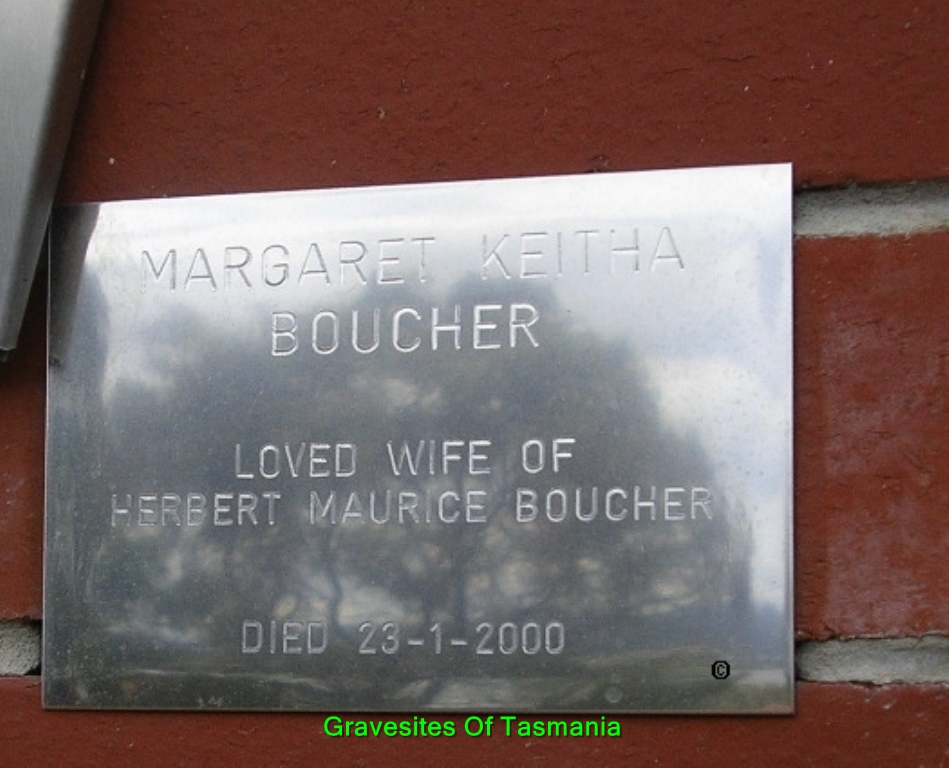 MARGARET KEITHA
BOUCHER
LOVED WIFE OF
HERBERT MAURICE BOUCHER
DIED 23-1-2000
©
Gravesites Of Tasmania